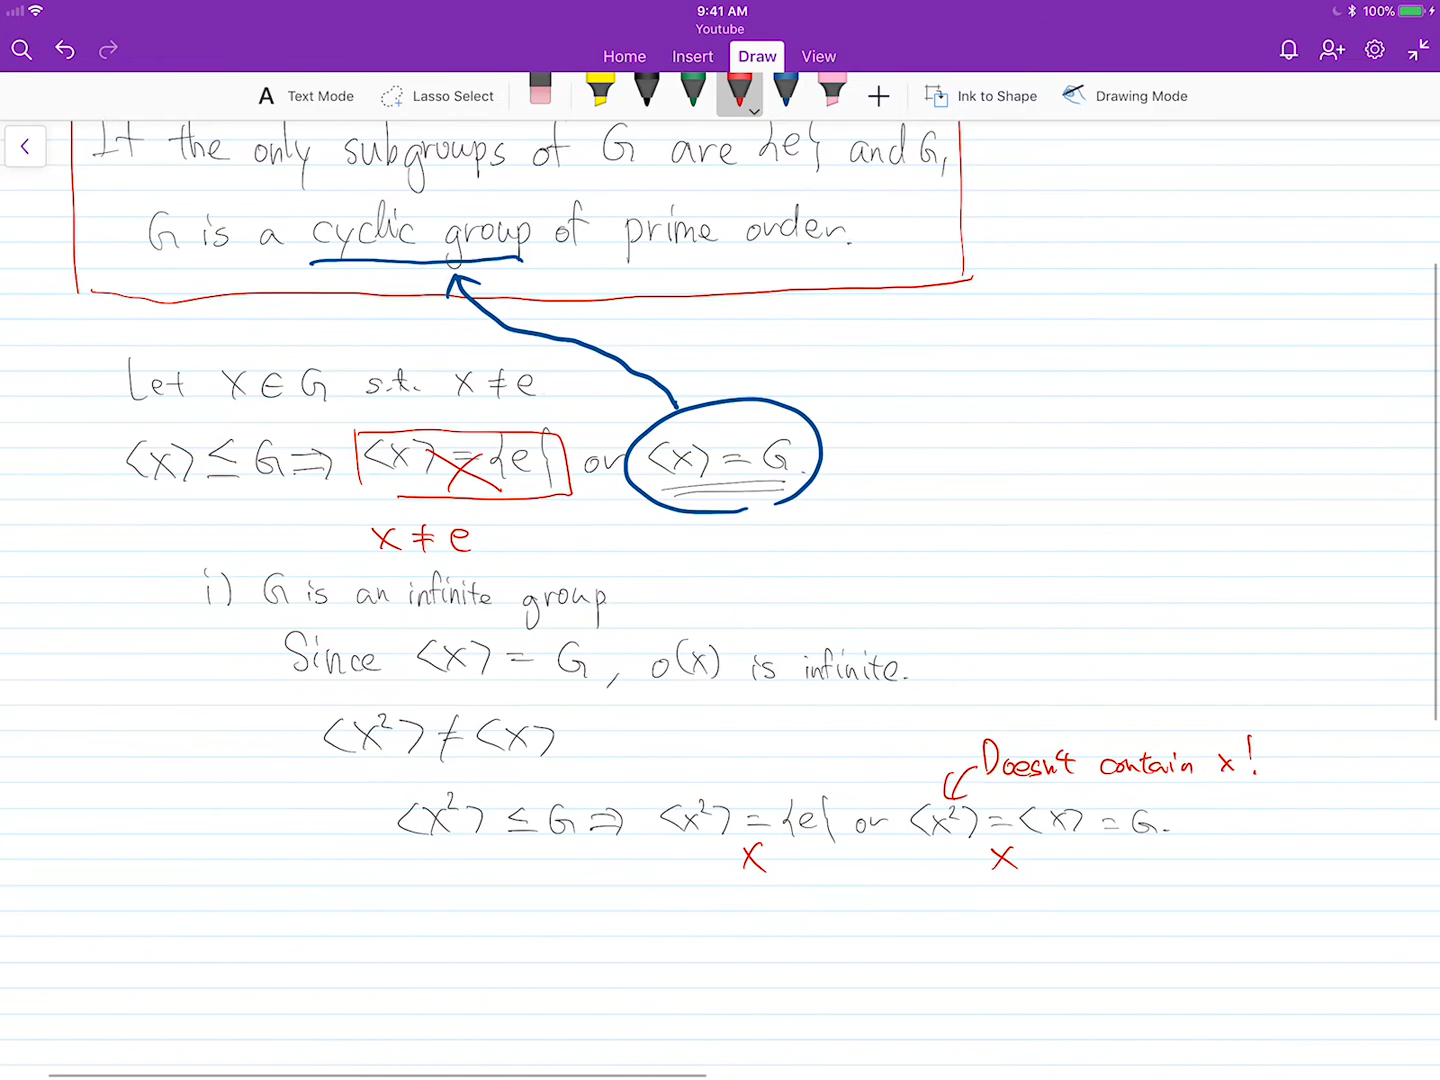 9:41 AM
100%
Youtube
Home Insert Draw View
A Text Mode Lasso Select Ink to Shape Drawing Mode
If the only subgroups of G are {e} and G,
G is a cyclic group of prime order.
Let x ∈ G s.t. x ≠ e
<x> ≤ G ⇒ <x> = {e} or <x> = G.
x ≠ e
i) G is an infinite group
Since <x> = G, o(x) is infinite.
<x²> ≠ <x>
Doesn't contain x!
<x²> ≤ G ⇒ <x²> = {e} or <x²> = <x> = G.
X X